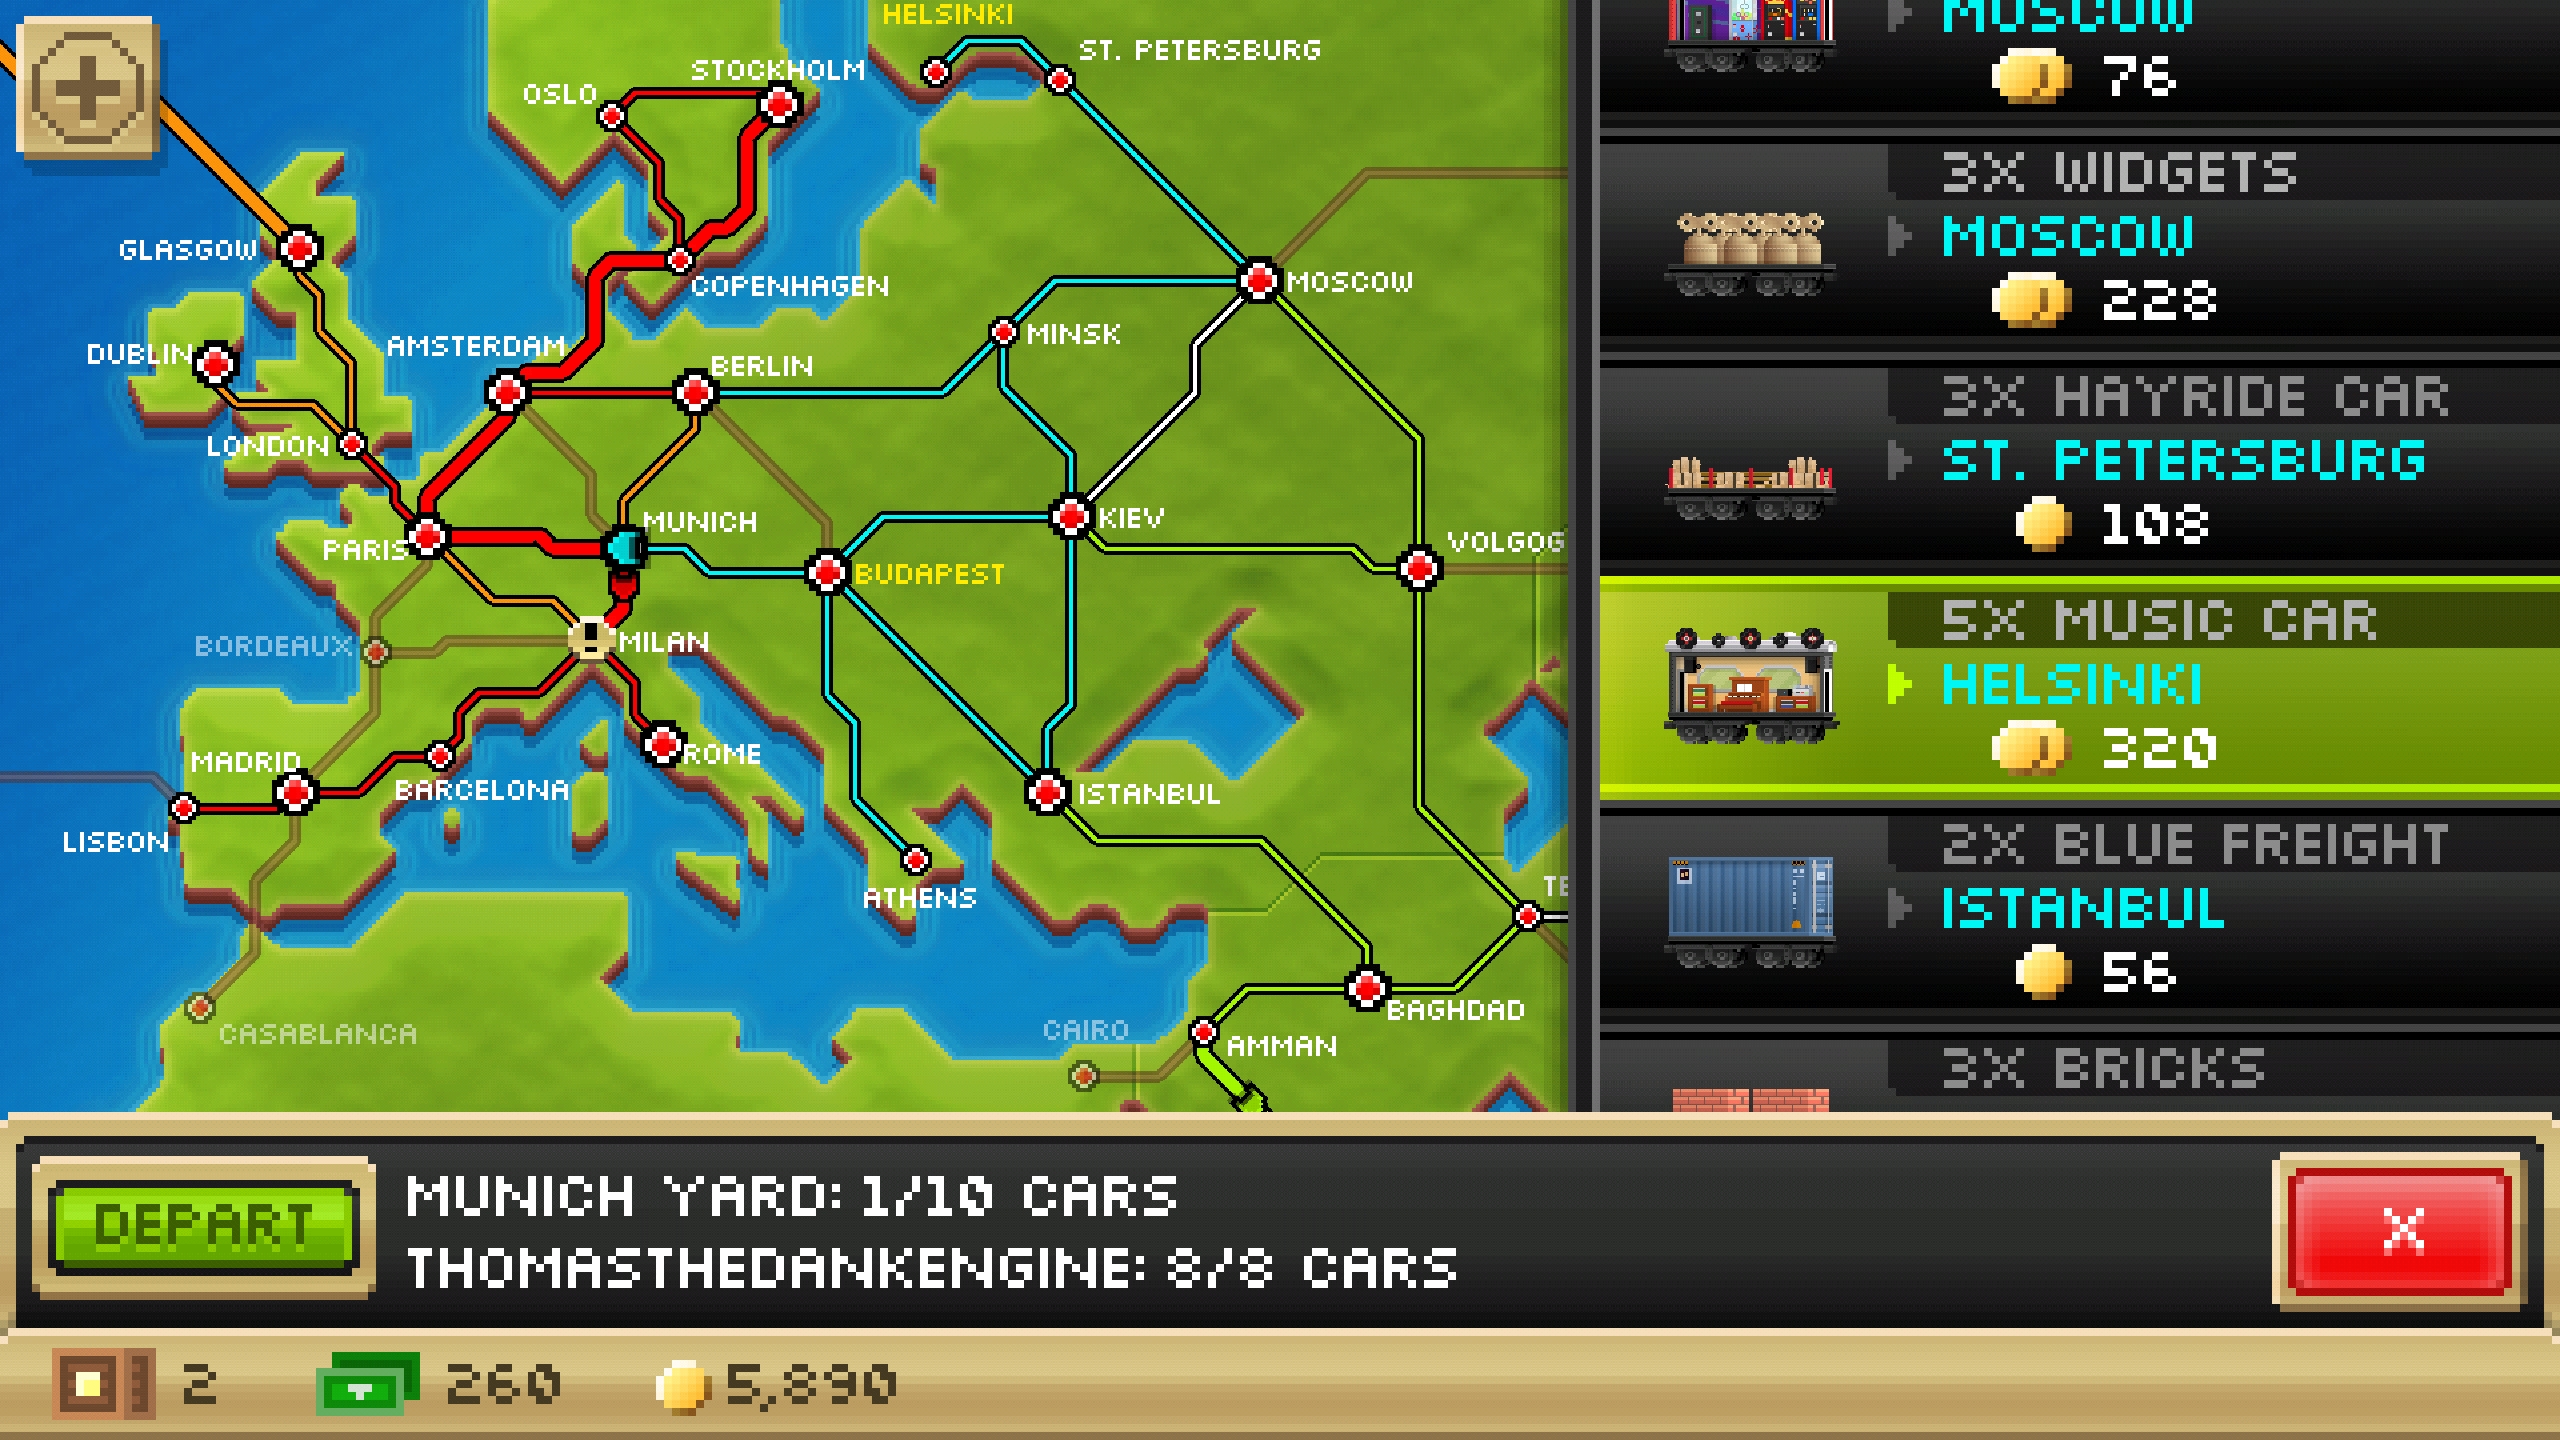 HELSINKI
ST. PETERSBURG
STOCKHOLM
OSLO
GLASGOW
MOSCOW
COPENHAGEN
DUBLIN
AMSTERDAM
MINSK
BERLIN
LONDON
MUNICH
KIEV
PARIS
VOLGOG
BUDAPEST
BORDEAUX
MILAN
MADRID
ROME
BARCELONA
ISTANBUL
LISBON
ATHENS
TE
CASABLANCA
CAIRO
BAGHDAD
AMMAN
MOSCOW
76
3X WIDGETS
MOSCOW
228
3X HAYRIDE CAR
ST. PETERSBURG
108
5X MUSIC CAR
HELSINKI
320
2X BLUE FREIGHT
ISTANBUL
56
3X BRICKS
DEPART
MUNICH YARD: 1/10 CARS
THOMASTHEDANKENGINE: 8/8 CARS
X
2
260
5,890